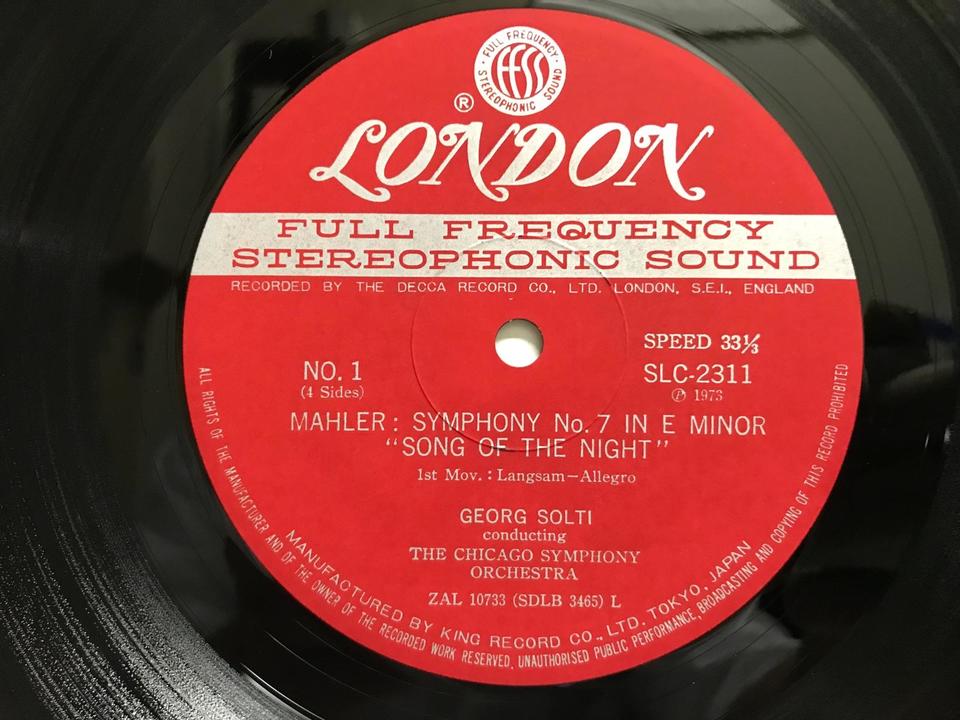 FULL FREQUENCY
ffss
STEREOPHONIC SOUND
®
LONDON
FULL FREQUENCY
STEREOPHONIC SOUND
RECORDED BY THE DECCA RECORD CO., LTD. LONDON, S.E.I., ENGLAND
SPEED 33⅓
NO. 1
SLC-2311
(4 Sides)
℗ 1973
MAHLER: SYMPHONY No. 7 IN E MINOR
“SONG OF THE NIGHT”
1st Mov. : Langsam—Allegro
GEORG SOLTI
conducting
THE CHICAGO SYMPHONY
ORCHESTRA
ZAL 10733 (SDLB 3465) L
MANUFACTURED BY KING RECORD CO., LTD. TOKYO, JAPAN
ALL RIGHTS OF THE MANUFACTURER AND OF THE OWNER OF THE RECORDED WORK RESERVED, UNAUTHORISED PUBLIC PERFORMANCE, BROADCASTING AND COPYING OF THIS RECORD PROHIBITED